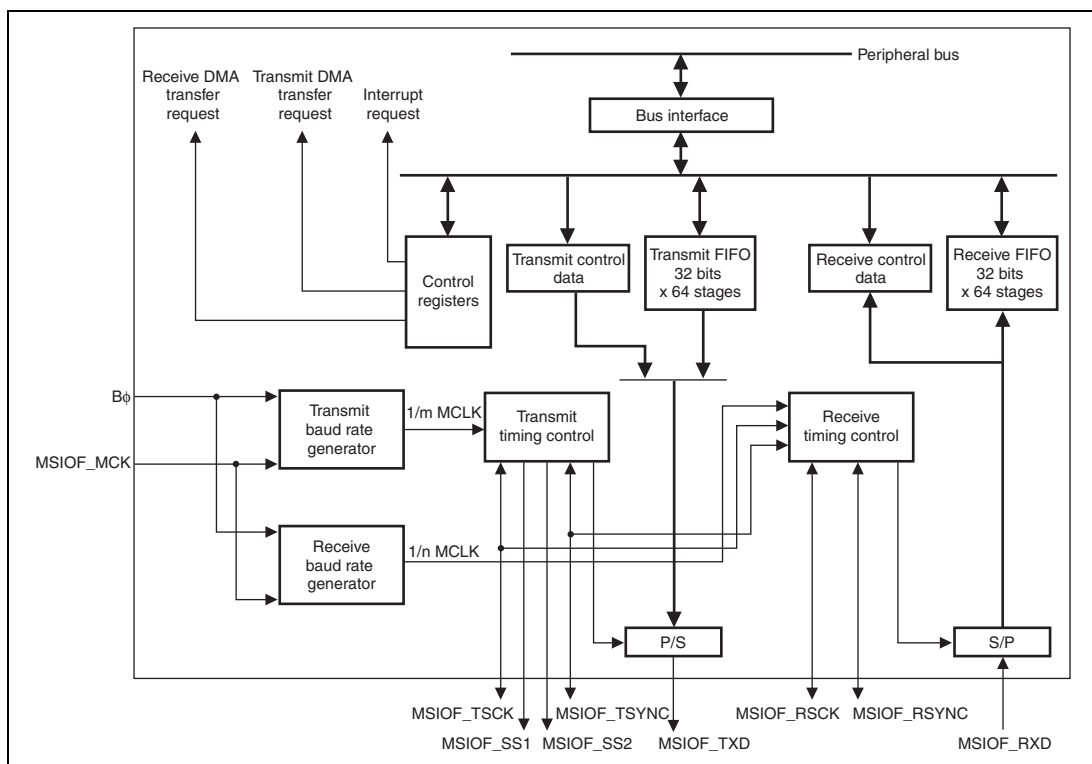 Peripheral bus
Receive DMA
transfer
request
Transmit DMA
transfer
request
Interrupt
request
Bus interface
Control
registers
Transmit control
data
Transmit FIFO
32 bits
x 64 stages
Receive control
data
Receive FIFO
32 bits
x 64 stages
Bϕ
MSIOF_MCK
Transmit
baud rate
generator
1/m MCLK
Transmit
timing control
Receive
timing control
Receive
baud rate
generator
1/n MCLK
P/S
S/P
MSIOF_TSCK
MSIOF_TSYNC
MSIOF_RSCK
MSIOF_RSYNC
MSIOF_SS1
MSIOF_SS2
MSIOF_TXD
MSIOF_RXD